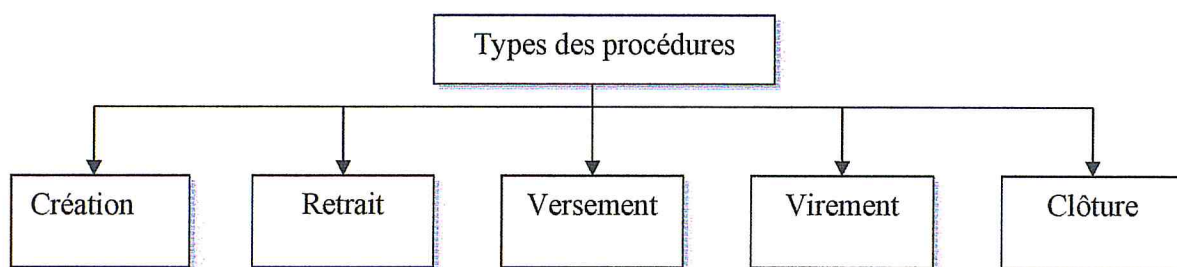 Types des procédures
Création
Retrait
Versement
Virement
Clôture